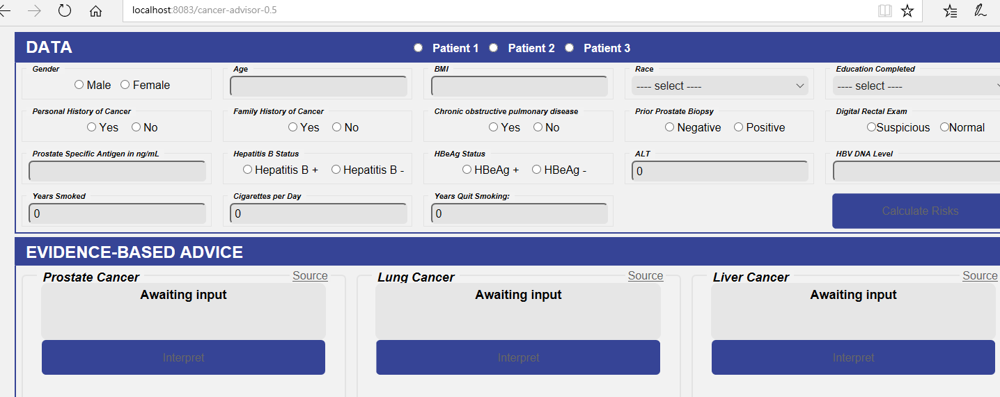 localhost:8083/cancer-advisor-0.5
DATA Patient 1 Patient 2 Patient 3
Gender Age BMI Race Education Completed
Male Female ---- select ---- ---- select ----
Personal History of Cancer Family History of Cancer Chronic obstructive pulmonary disease Prior Prostate Biopsy Digital Rectal Exam
Yes No Yes No Yes No Negative Positive Suspicious Normal
Prostate Specific Antigen in ng/mL Hepatitis B Status HBeAg Status ALT HBV DNA Level
Hepatitis B + Hepatitis B - HBeAg + HBeAg - 0
Years Smoked Cigarettes per Day Years Quit Smoking:
0 0 0 Calculate Risks
EVIDENCE-BASED ADVICE
Prostate Cancer Source Lung Cancer Source Liver Cancer Source
Awaiting input Awaiting input Awaiting input
Interpret Interpret Interpret